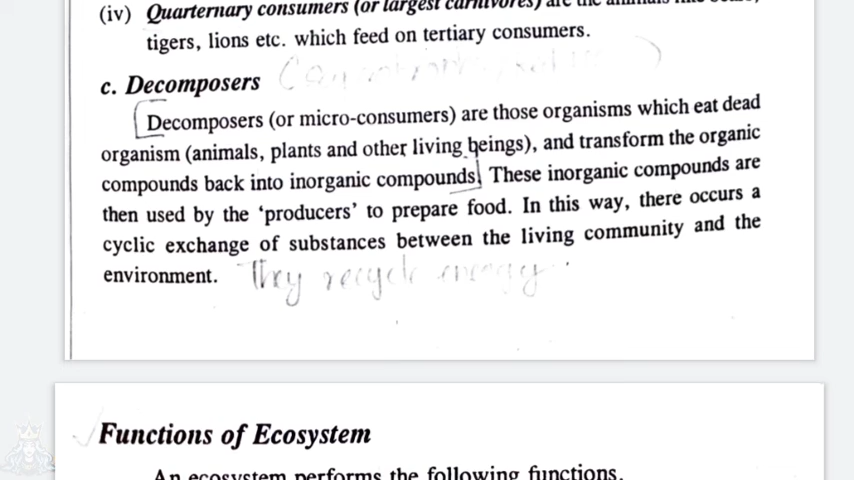 (iv) Quarternary consumers (or largest carnivores) are the animals like
tigers, lions etc. which feed on tertiary consumers.
c. Decomposers
Decomposers (or micro-consumers) are those organisms which eat dead
organism (animals, plants and other living beings), and transform the organic
compounds back into inorganic compounds. These inorganic compounds are
then used by the 'producers' to prepare food. In this way, there occurs a
cyclic exchange of substances between the living community and the
environment. They recycle energy.
Functions of Ecosystem
An ecosystem performs the following functions.